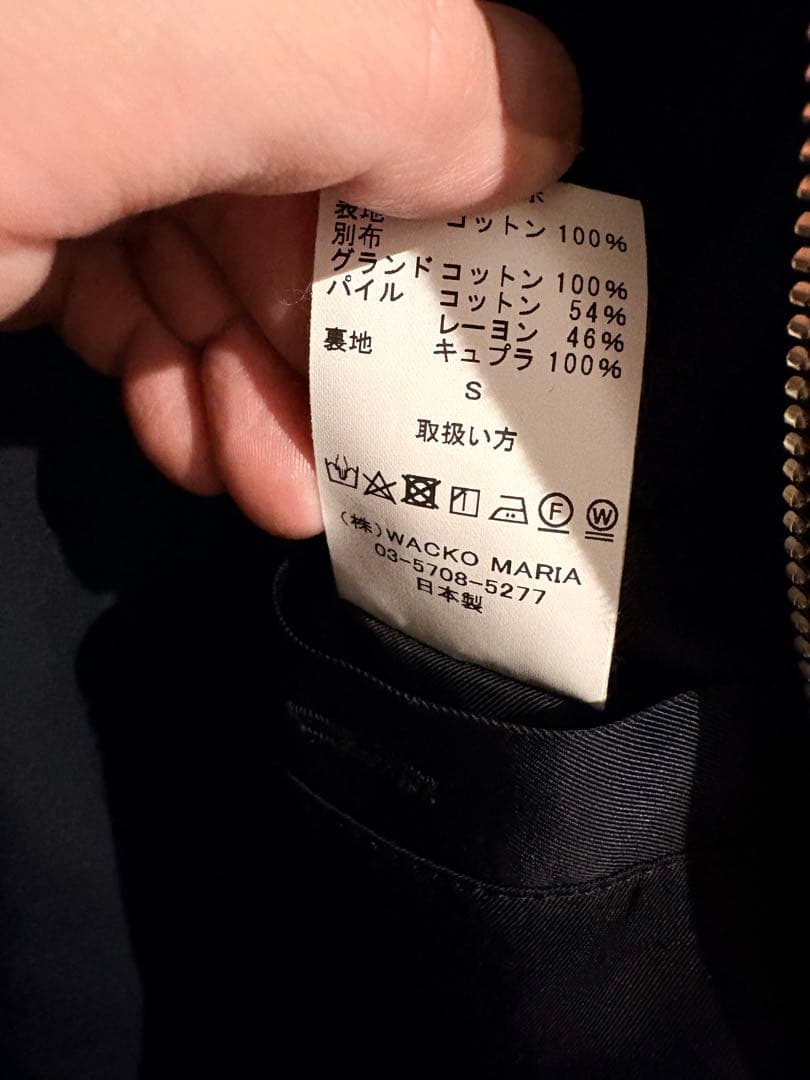 表地 コットン 100%
別布
グランド コットン 100%
パイル コットン 54%
レーヨン 46%
裏地 キュプラ 100%
S
取扱い方
F W
(株)WACKO MARIA
03-5708-5277
日本製